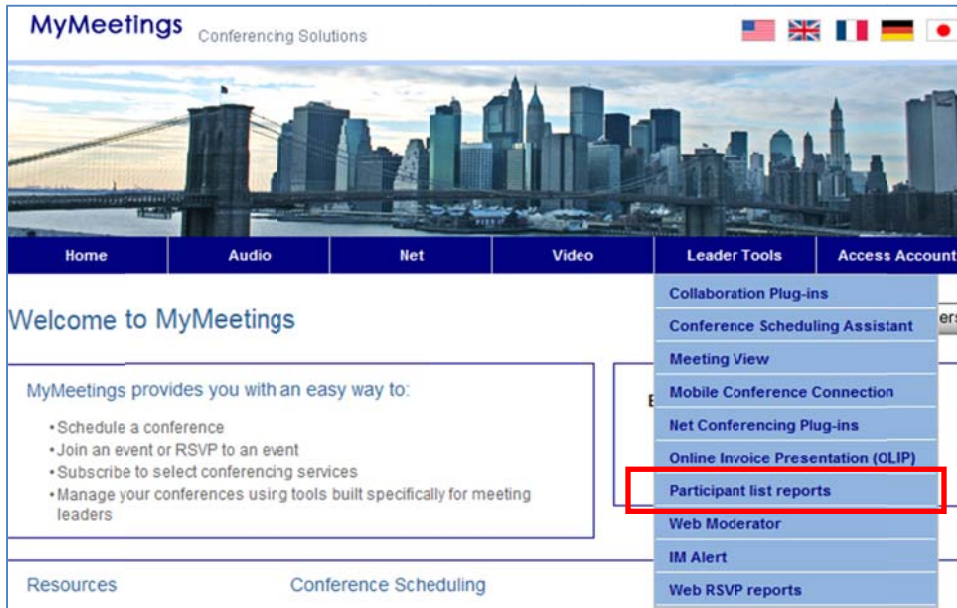 MyMeetings Conferencing Solutions
Home Audio Net Video Leader Tools Access Account
Welcome to MyMeetings
MyMeetings provides you with an easy way to:
• Schedule a conference
• Join an event or RSVP to an event
• Subscribe to select conferencing services
• Manage your conferences using tools built specifically for meeting
leaders
Collaboration Plug-ins
Conference Scheduling Assistant
Meeting View
Mobile Conference Connection
Net Conferencing Plug-ins
Online Invoice Presentation (OLIP)
Participant list reports
Web Moderator
IM Alert
Web RSVP reports
Resources Conference Scheduling